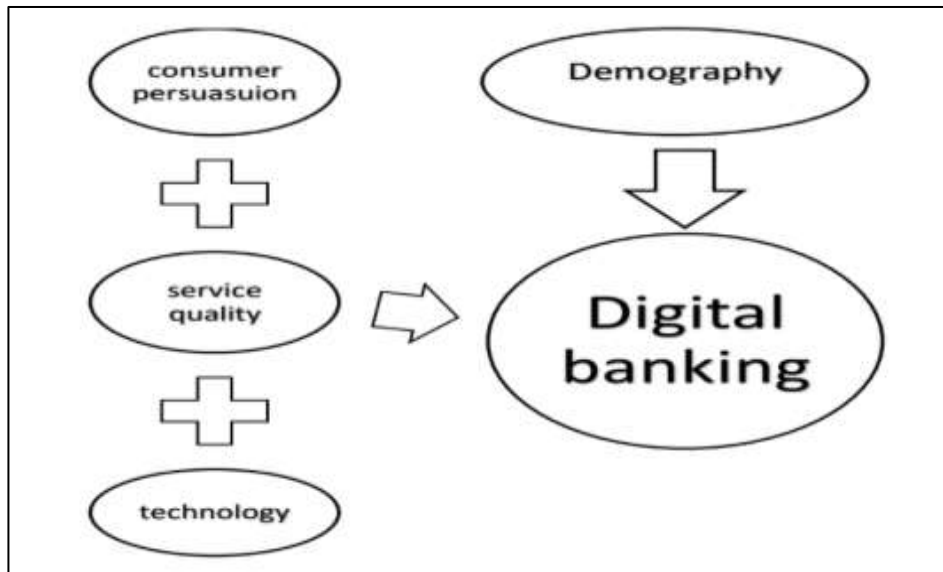 consumer
persuasuion
Demography
service
quality
Digital
banking
technology